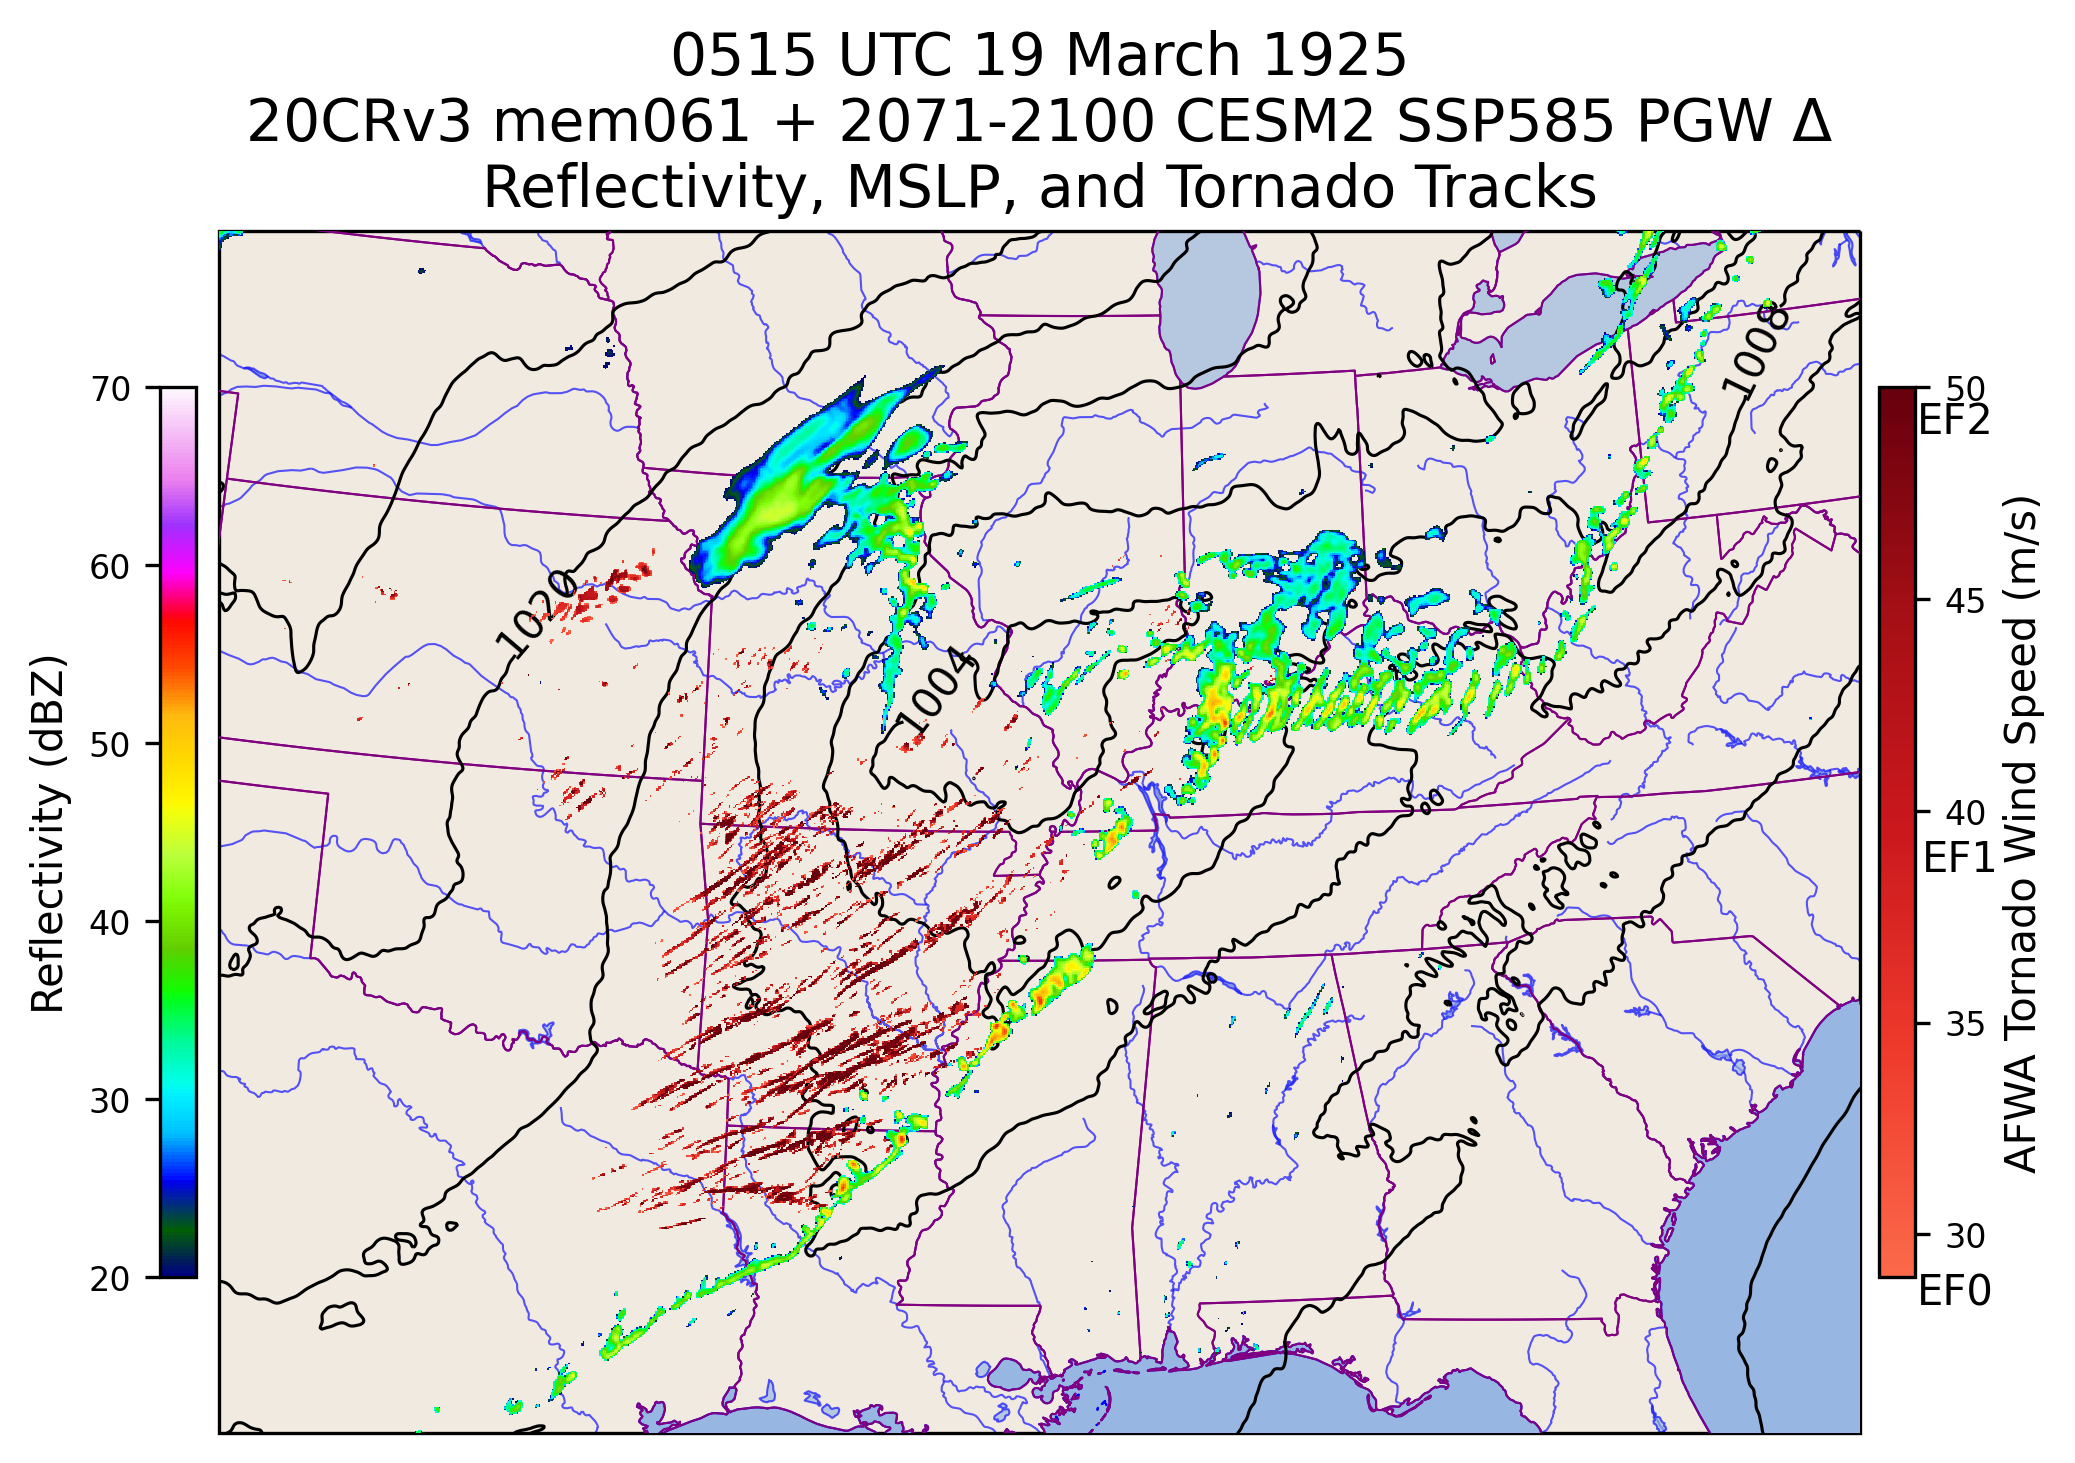 0515 UTC 19 March 1925
20CRv3 mem061 + 2071-2100 CESM2 SSP585 PGW Δ
Reflectivity, MSLP, and Tornado Tracks
Reflectivity (dBZ)
70
60
50
40
30
20
1020
1004
1008
50
EF2
45
40
EF1
35
30
EF0
AFWA Tornado Wind Speed (m/s)